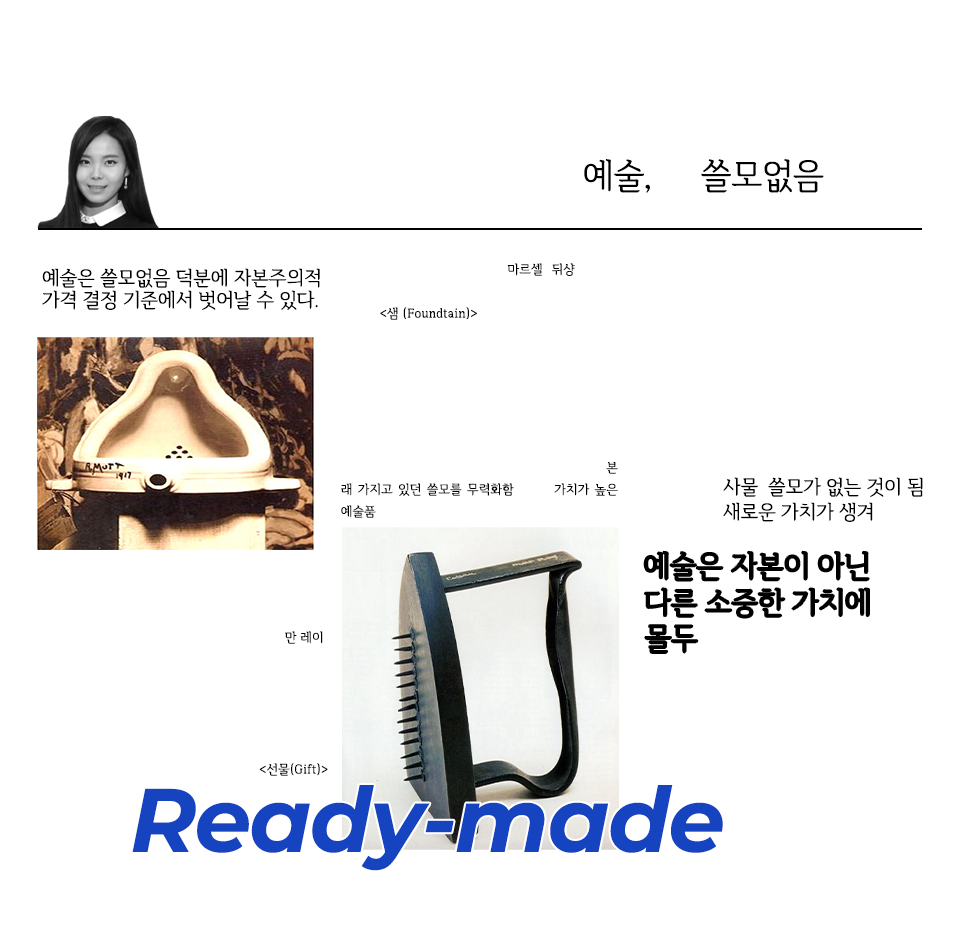 예술, 쓸모없음
예술은 쓸모없음 덕분에 자본주의적
가격 결정 기준에서 벗어날 수 있다.
마르셀 뒤샹
<샘 (Foundtain)>
R. MUTT
1917
본
래 가지고 있던 쓸모를 무력화함 가치가 높은
예술품
사물 쓸모가 없는 것이 됨
새로운 가치가 생겨
예술은 자본이 아닌
다른 소중한 가치에
몰두
만 레이
<선물(Gift)>
Ready-made